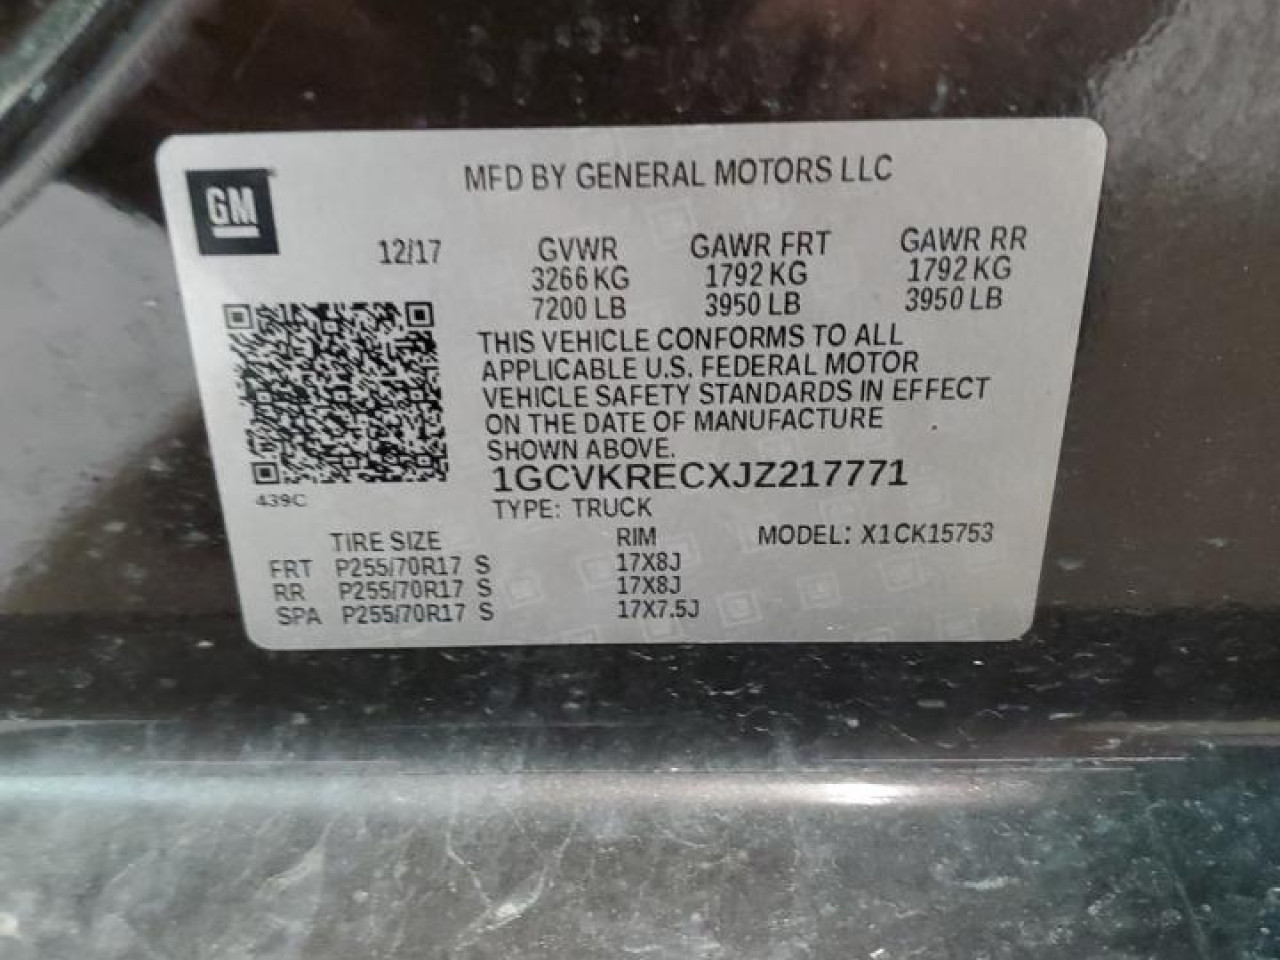 GM
MFD BY GENERAL MOTORS LLC
12/17 GVWR GAWR FRT GAWR RR
3266 KG 1792 KG 1792 KG
7200 LB 3950 LB 3950 LB
THIS VEHICLE CONFORMS TO ALL
APPLICABLE U.S. FEDERAL MOTOR
VEHICLE SAFETY STANDARDS IN EFFECT
ON THE DATE OF MANUFACTURE
SHOWN ABOVE.
1GCVKRECXJZ217771
439C
TYPE: TRUCK
TIRE SIZE RIM MODEL: X1CK15753
FRT P255/70R17 S 17X8J
RR P255/70R17 S 17X8J
SPA P255/70R17 S 17X7.5J